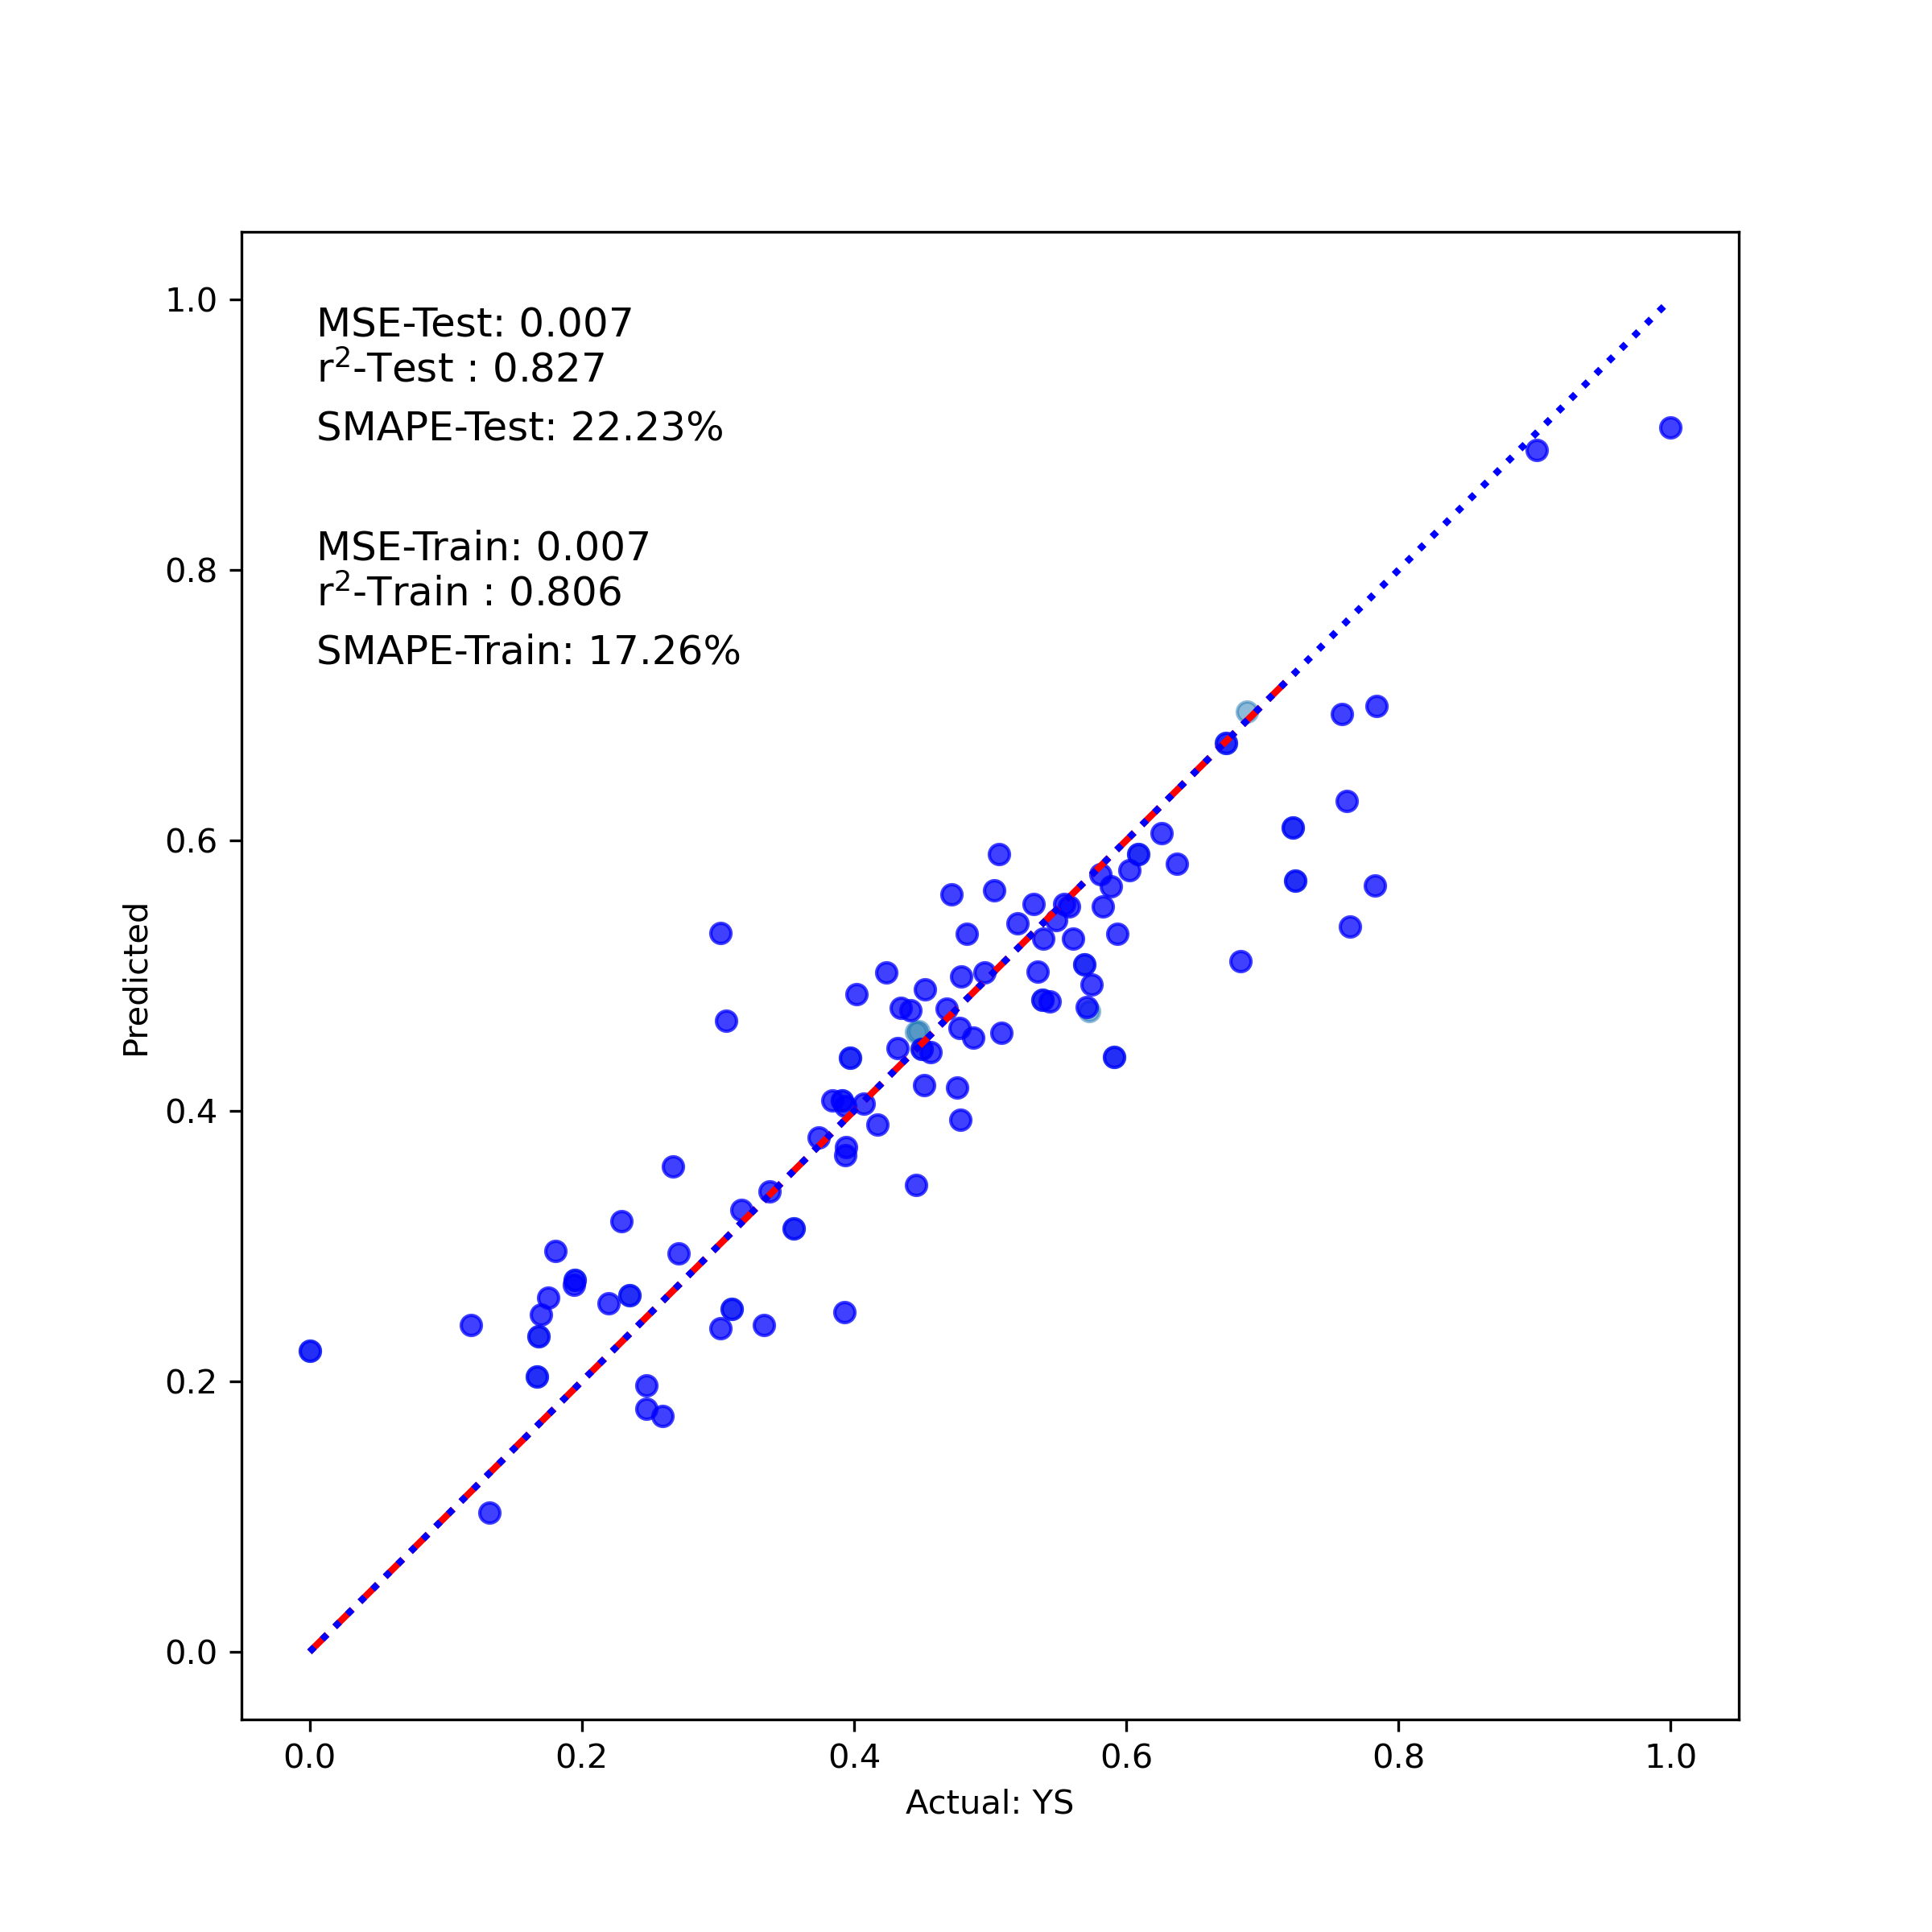 MSE-Test: 0.007
r²-Test : 0.827
SMAPE-Test: 22.23%
MSE-Train: 0.007
r²-Train : 0.806
SMAPE-Train: 17.26%
1.0
0.8
0.6
0.4
0.2
0.0
Predicted
0.0 0.2 0.4 0.6 0.8 1.0
Actual: YS